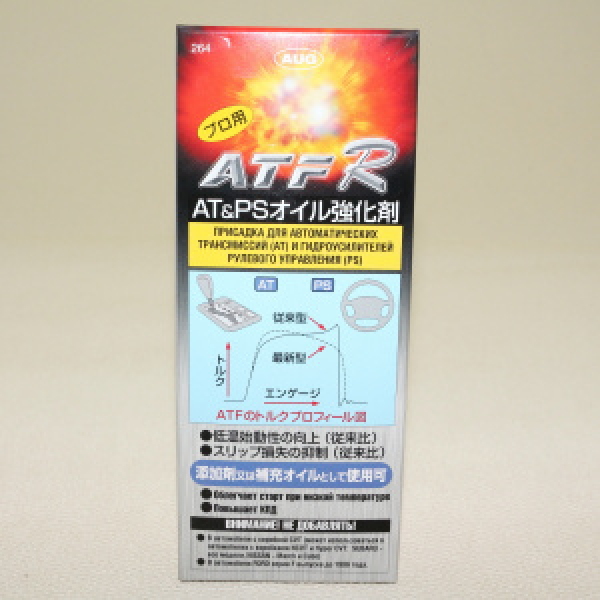 264
AUG
プロ用
ATF R
AT&PSオイル強化剤
ПРИСАДКА ДЛЯ АВТОМАТИЧЕСКИХ
ТРАНСМИССИЙ (AT) И ГИДРОУСИЛИТЕЛЕЙ
РУЛЕВОГО УПРАВЛЕНИЯ (PS)
AT PS
従来型
最新型
トルク
エンゲージ
ATFのトルクプロフィール図
●低温始動性の向上（従来比）
●スリップ損失の抑制（従来比）
添加剤又は補充オイルとして使用可
●Облегчает старт при низкой температуре
●Повышает КПД
ВНИМАНИЕ! НЕ ДОБАВЛЯТЬ!
● В автомобили с коробкой CVT
● В автомобили FORD